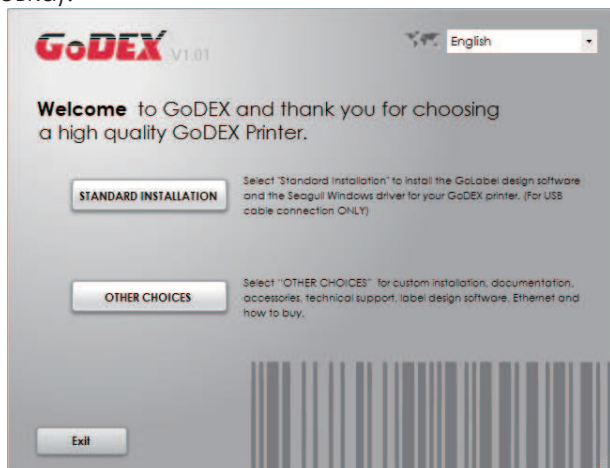 GoDEX V1.01
English
Welcome to GoDEX and thank you for choosing
a high quality GoDEX Printer.
STANDARD INSTALLATION
Select "Standard Installation" to install the GoLabel design software
and the Seagull Windows driver for your GoDEX printer. (For USB
cable connection ONLY)
OTHER CHOICES
Select "OTHER CHOICES" for custom installation, documentation,
accessories, technical support, label design software, Ethernet and
how to buy.
Exit